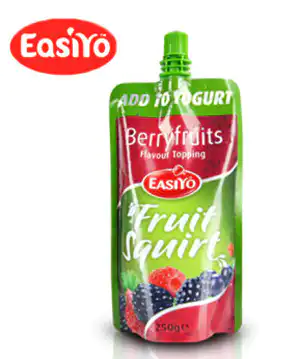 EasiYo
ADD TO YOGURT
Berryfruits
Flavour Topping
EASIYO
Fruit
Squirt
250g e